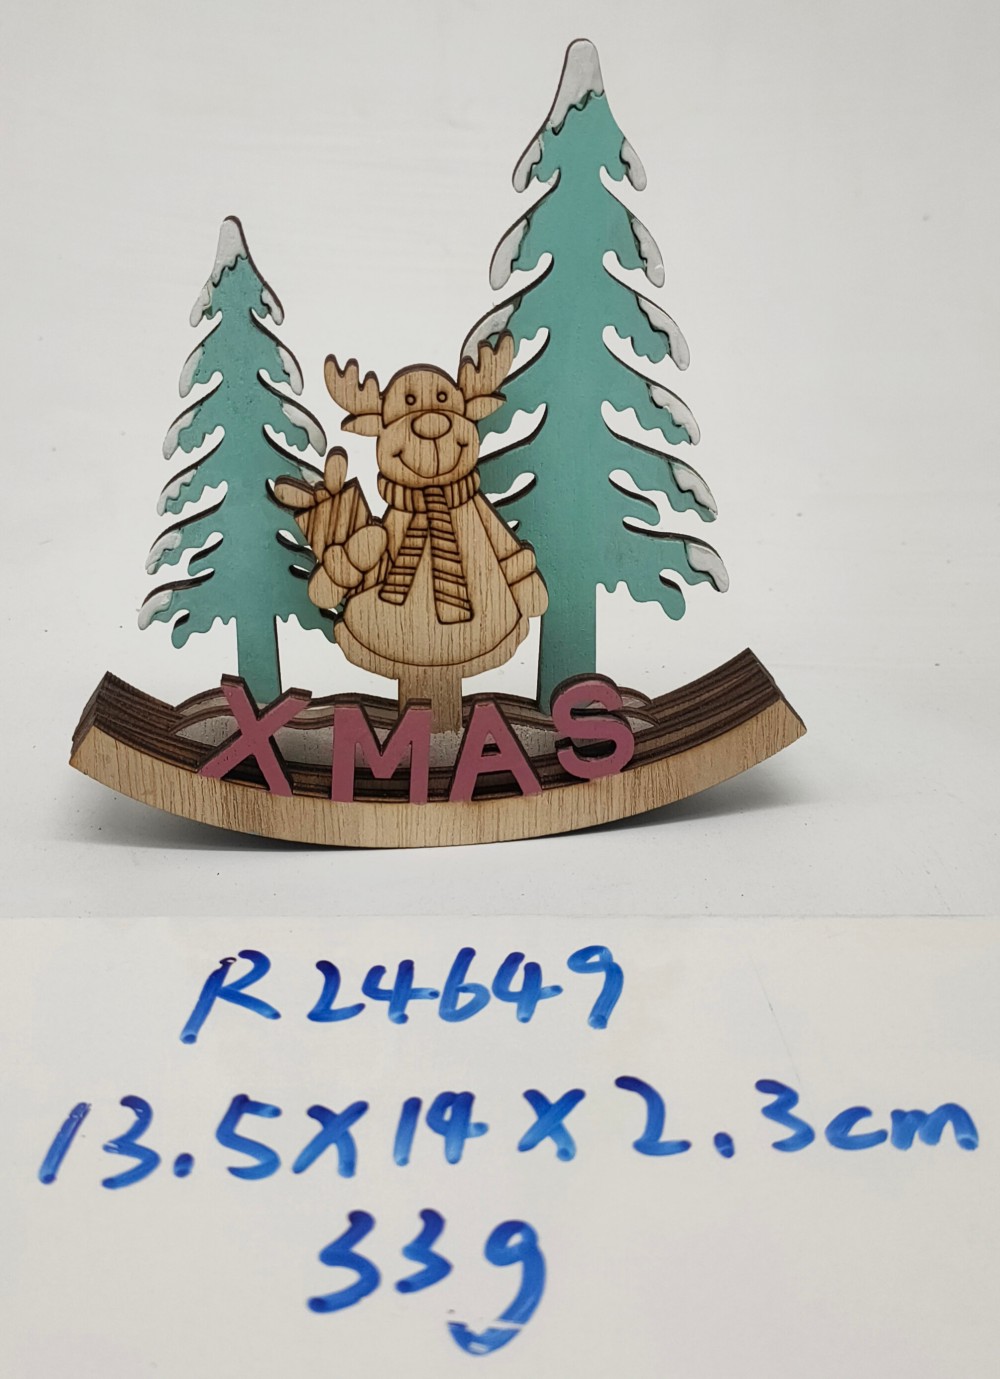 XMAS
R24649
13.5X14X2.3cm
33g